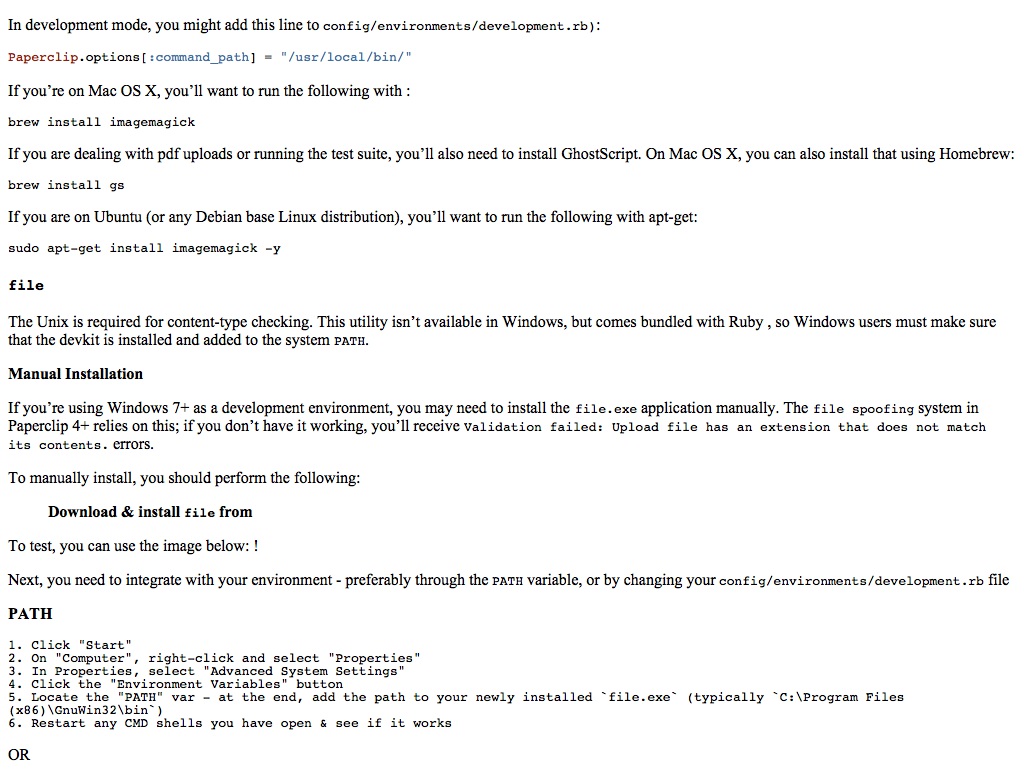 In development mode, you might add this line to config/environments/development.rb):
Paperclip.options[:command_path] = "/usr/local/bin/"
If you’re on Mac OS X, you’ll want to run the following with :
brew install imagemagick
If you are dealing with pdf uploads or running the test suite, you’ll also need to install GhostScript. On Mac OS X, you can also install that using Homebrew:
brew install gs
If you are on Ubuntu (or any Debian base Linux distribution), you’ll want to run the following with apt-get:
sudo apt-get install imagemagick -y
file
The Unix is required for content-type checking. This utility isn’t available in Windows, but comes bundled with Ruby , so Windows users must make sure
that the devkit is installed and added to the system PATH.
Manual Installation
If you’re using Windows 7+ as a development environment, you may need to install the file.exe application manually. The file spoofing system in
Paperclip 4+ relies on this; if you don’t have it working, you’ll receive Validation failed: Upload file has an extension that does not match
its contents. errors.
To manually install, you should perform the following:
Download & install file from
To test, you can use the image below: !
Next, you need to integrate with your environment - preferably through the PATH variable, or by changing your config/environments/development.rb file
PATH
1. Click "Start"
2. On "Computer", right-click and select "Properties"
3. In Properties, select "Advanced System Settings"
4. Click the "Environment Variables" button
5. Locate the "PATH" var - at the end, add the path to your newly installed `file.exe` (typically `C:\Program Files
(x86)\GnuWin32\bin`)
6. Restart any CMD shells you have open & see if it works
OR